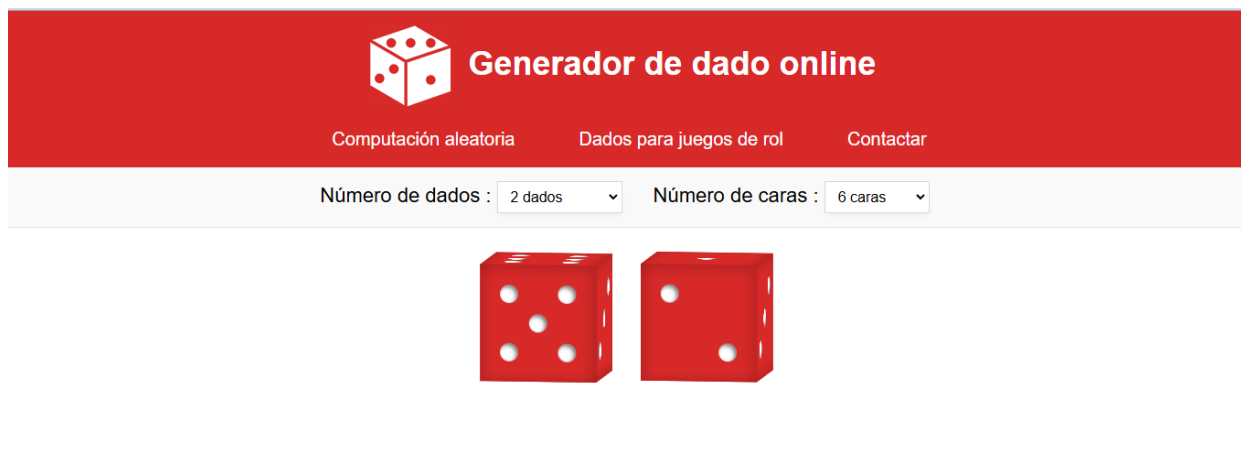 Generador de dado online
Computación aleatoria Dados para juegos de rol Contactar
Número de dados : 2 dados Número de caras : 6 caras